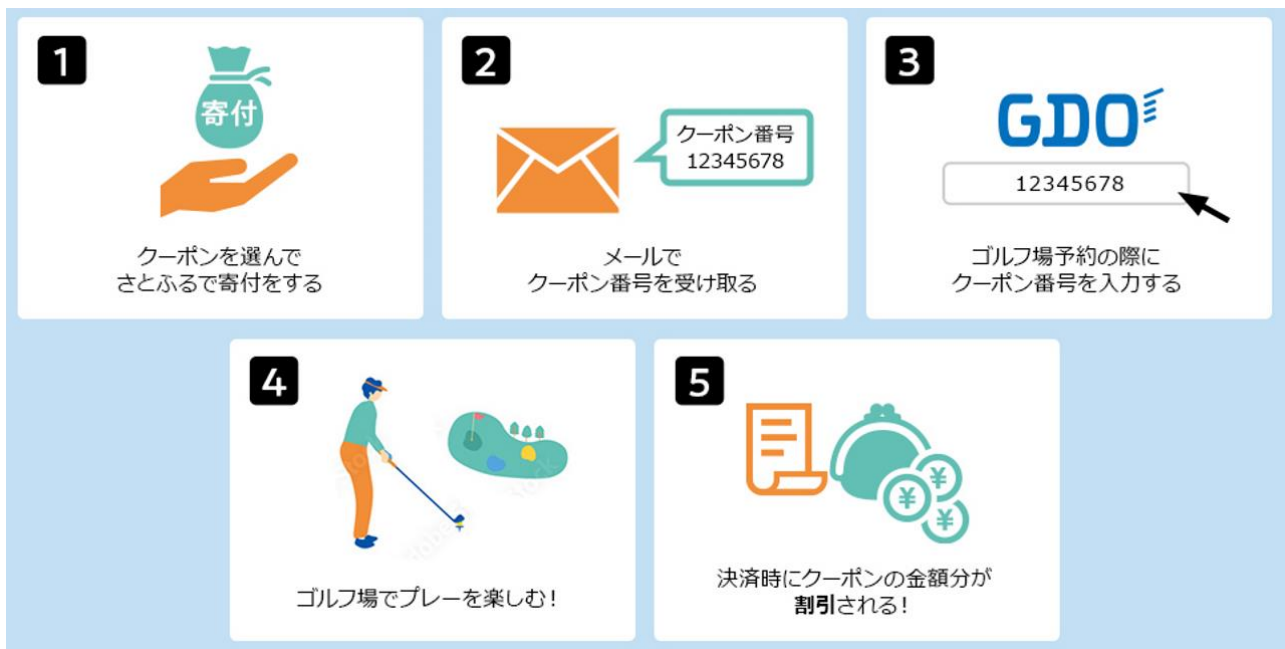 1
寄付
クーポンを選んで
さとふるで寄付をする
2
クーポン番号
12345678
メールで
クーポン番号を受け取る
3
GDO
12345678
ゴルフ場予約の際に
クーポン番号を入力する
4
ゴルフ場でプレーを楽しむ!
5
¥
¥
¥
決済時にクーポンの金額分が
割引される!